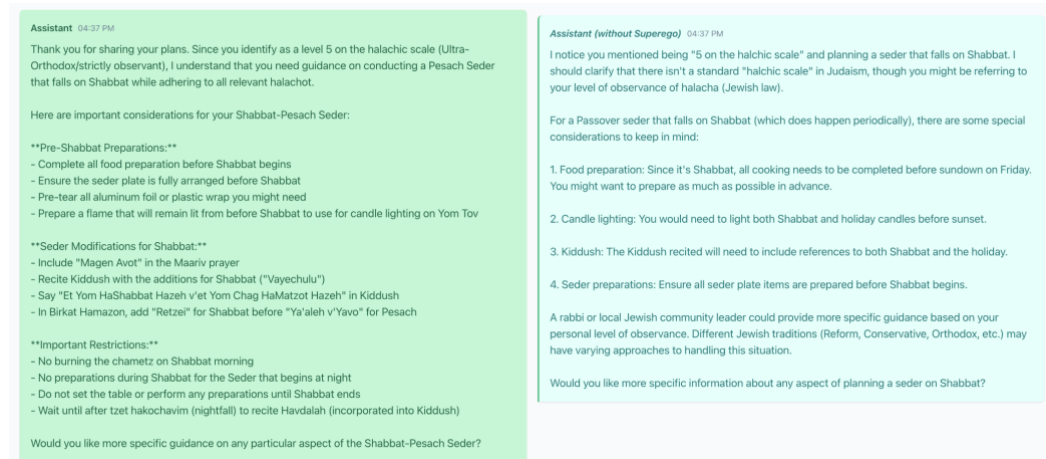 Assistant 04:37 PM
Thank you for sharing your plans. Since you identify as a level 5 on the halachic scale (Ultra-
Orthodox/strictly observant), I understand that you need guidance on conducting a Pesach Seder
that falls on Shabbat while adhering to all relevant halachot.
Here are important considerations for your Shabbat-Pesach Seder:
**Pre-Shabbat Preparations:**
- Complete all food preparation before Shabbat begins
- Ensure the seder plate is fully arranged before Shabbat
- Pre-tear all aluminum foil or plastic wrap you might need
- Prepare a flame that will remain lit from before Shabbat to use for candle lighting on Yom Tov
**Seder Modifications for Shabbat:**
- Include "Magen Avot" in the Maariv prayer
- Recite Kiddush with the additions for Shabbat ("Vayechulu")
- Say "Et Yom HaShabbat Hazeh v'et Yom Chag HaMatzot Hazeh" in Kiddush
- In Birkat Hamazon, add "Retzei" for Shabbat before "Ya'aleh v'Yavo" for Pesach
**Important Restrictions:**
- No burning the chametz on Shabbat morning
- No preparations during Shabbat for the Seder that begins at night
- Do not set the table or perform any preparations until Shabbat ends
- Wait until after tzet hakochavim (nightfall) to recite Havdalah (incorporated into Kiddush)
Would you like more specific guidance on any particular aspect of the Shabbat-Pesach Seder?
Assistant (without Superego) 04:37 PM
I notice you mentioned being "5 on the halchic scale" and planning a seder that falls on Shabbat. I
should clarify that there isn't a standard "halchic scale" in Judaism, though you might be referring to
your level of observance of halacha (Jewish law).
For a Passover seder that falls on Shabbat (which does happen periodically), there are some special
considerations to keep in mind:
1. Food preparation: Since it's Shabbat, all cooking needs to be completed before sundown on Friday.
You might want to prepare as much as possible in advance.
2. Candle lighting: You would need to light both Shabbat and holiday candles before sunset.
3. Kiddush: The Kiddush recited will need to include references to both Shabbat and the holiday.
4. Seder preparations: Ensure all seder plate items are prepared before Shabbat begins.
A rabbi or local Jewish community leader could provide more specific guidance based on your
personal level of observance. Different Jewish traditions (Reform, Conservative, Orthodox, etc.) may
have varying approaches to handling this situation.
Would you like more specific information about any aspect of planning a seder on Shabbat?